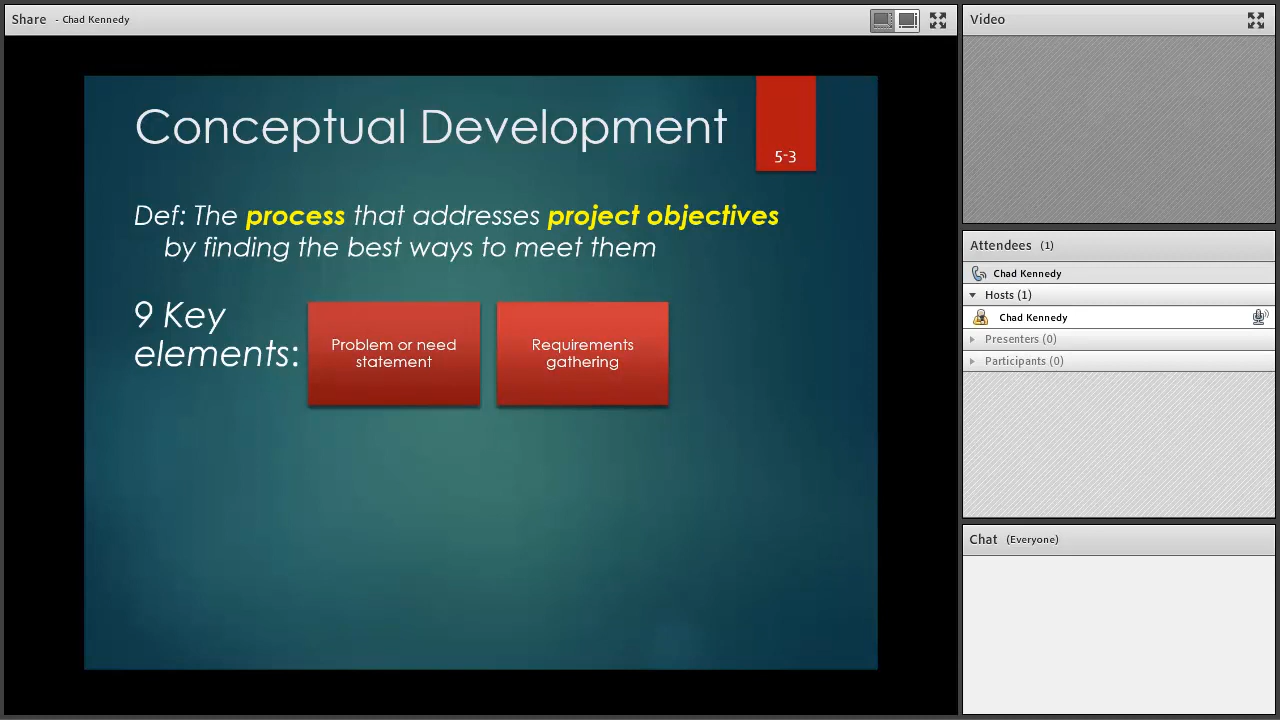 Share - Chad Kennedy
Conceptual Development
5-3
Def: The process that addresses project objectives
by finding the best ways to meet them
9 Key
elements:
Problem or need
statement
Requirements
gathering
Video
Attendees (1)
Chad Kennedy
Hosts (1)
Chad Kennedy
Presenters (0)
Participants (0)
Chat (Everyone)